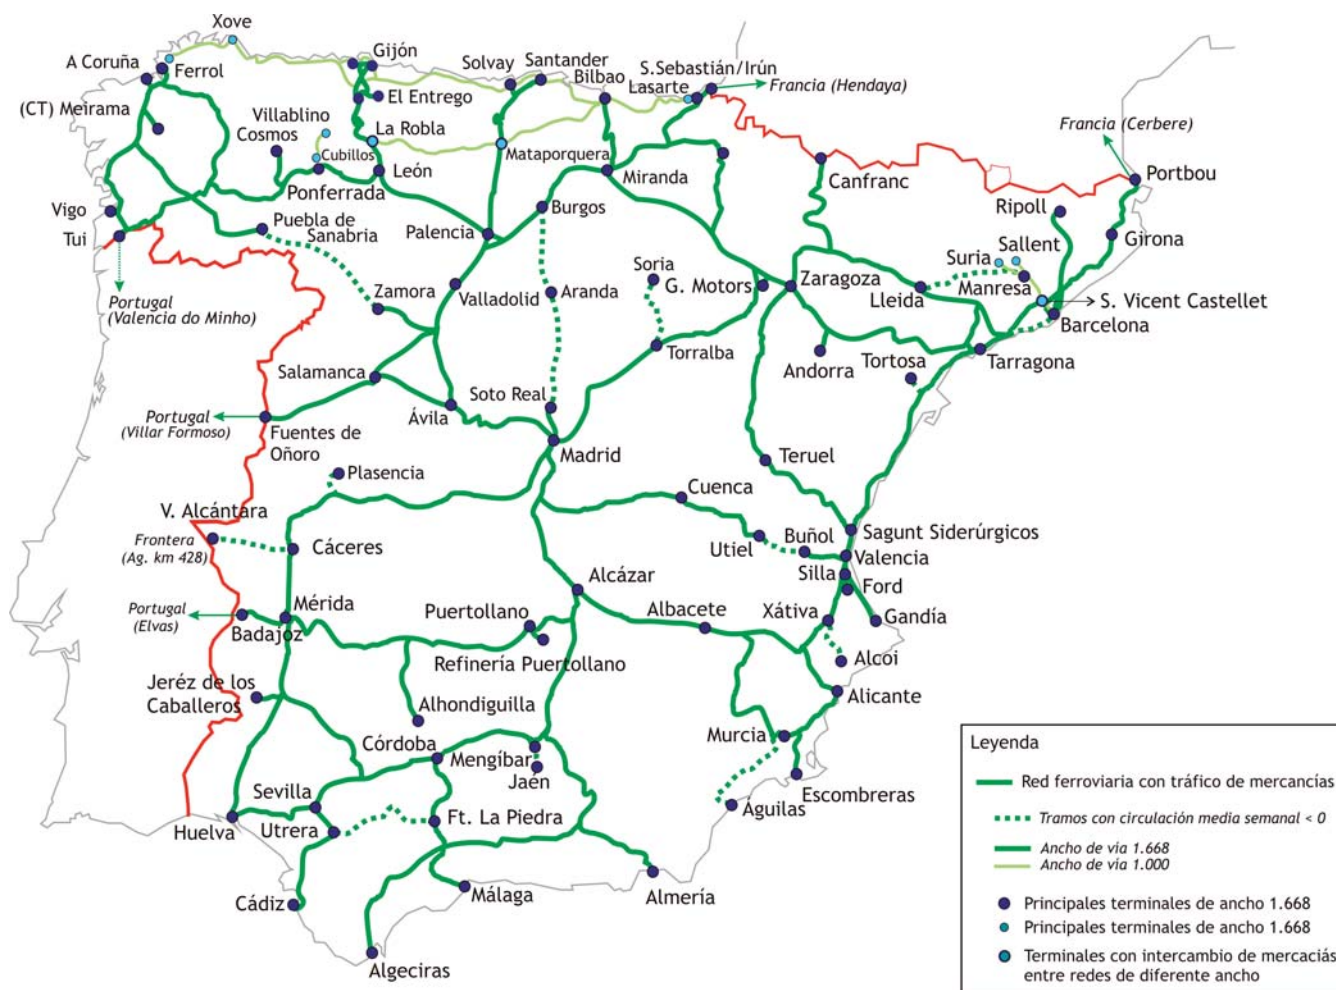 Xove
Gijón
A Coruña
Ferrol
Solvay
Santander
Bilbao
S.Sebastián/Irún
Lasarte
Francia (Hendaya)
(CT) Meirama
El Entrego
Villablino
Cosmos
La Robla
Cubillos
Mataporquera
Francia (Cerbere)
Ponferrada
León
Miranda
Canfranc
Portbou
Vigo
Tui
Puebla de
Sanabria
Palencia
Burgos
Ripoll
Girona
Sallent
Suria
Manresa
Soria
G. Motors
Zaragoza
Lleida
S. Vicent Castellet
Barcelona
Portugal
(Valencia do Minho)
Zamora
Valladolid
Aranda
Torralba
Andorra
Tortosa
Tarragona
Salamanca
Ávila
Soto Real
Portugal
(Villar Formoso)
Fuentes de
Oñoro
Madrid
Plasencia
Teruel
Cuenca
V. Alcántara
Frontera
(Ag. km 428)
Cáceres
Utiel
Buñol
Sagunt Siderúrgicos
Valencia
Silla
Ford
Alcázar
Portugal
(Elvas)
Badajoz
Mérida
Puertollano
Albacete
Xátiva
Gandía
Refinería Puertollano
Alcoi
Jeréz de los
Caballeros
Alhondiguilla
Alicante
Córdoba
Mengíbar
Jaén
Murcia
Sevilla
Huelva
Utrera
Ft. La Piedra
Águilas
Escombreras
Cádiz
Málaga
Almería
Algeciras
Leyenda
Red ferroviaria con tráfico de mercancías
Tramos con circulación media semanal < 0
Ancho de via 1.668
Ancho de via 1.000
Principales terminales de ancho 1.668
Principales terminales de ancho 1.668
Terminales con intercambio de mercaciás
entre redes de diferente ancho